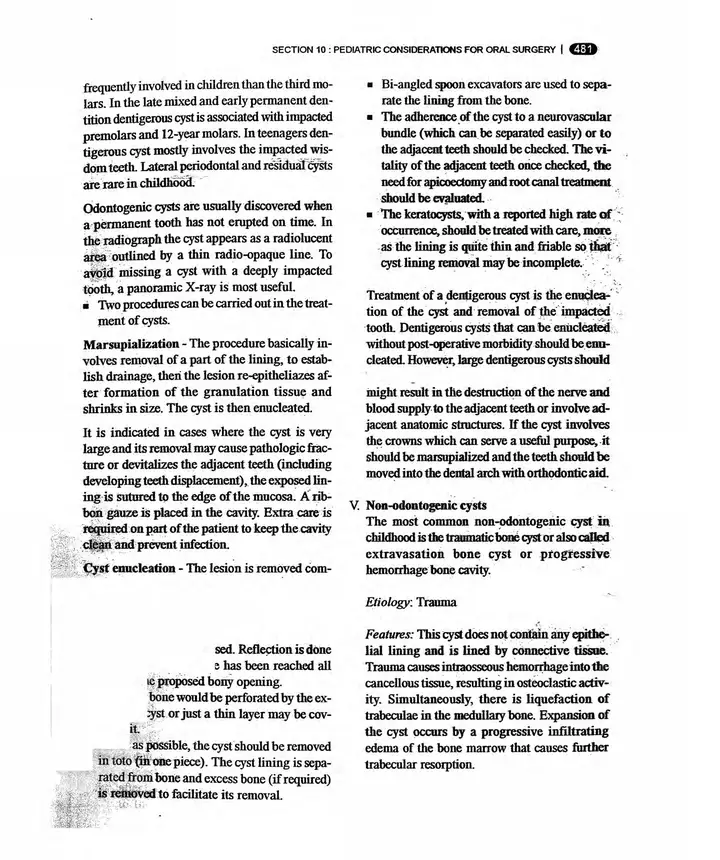 SECTION 10 : PEDIATRIC CONSIDERATIONS FOR ORAL SURGERY | 481
frequently involved in children than the third mo-
lars. In the late mixed and early permanent den-
tition dentigerous cyst is associated with impacted
premolars and 12-year molars. In teenagers den-
tigerous cyst mostly involves the impacted wis-
dom teeth. Lateral periodontal and residual cysts
are rare in childhood.
Odontogenic cysts are usually discovered when
a permanent tooth has not erupted on time. In
the radiograph the cyst appears as a radiolucent
area outlined by a thin radio-opaque line. To
avoid missing a cyst with a deeply impacted
tooth, a panoramic X-ray is most useful.
■ Two procedures can be carried out in the treat-
ment of cysts.
Marsupialization - The procedure basically in-
volves removal of a part of the lining, to estab-
lish drainage, then the lesion re-epitheliazes af-
ter formation of the granulation tissue and
shrinks in size. The cyst is then enucleated.
It is indicated in cases where the cyst is very
large and its removal may cause pathologic frac-
ture or devitalizes the adjacent teeth (including
developing teeth displacement), the exposed lin-
ing is sutured to the edge of the mucosa. A rib-
bon gauze is placed in the cavity. Extra care is
required on part of the patient to keep the cavity
clean and prevent infection.
Cyst enucleation - The lesion is removed com-
sed. Reflection is done
has been reached all
proposed bony opening.
bone would be perforated by the ex-
cyst or just a thin layer may be cov-
it.
as possible, the cyst should be removed
in toto (in one piece). The cyst lining is sepa-
rated from bone and excess bone (if required)
is removed to facilitate its removal.
■ Bi-angled spoon excavators are used to sepa-
rate the lining from the bone.
■ The adherence of the cyst to a neurovascular
bundle (which can be separated easily) or to
the adjacent teeth should be checked. The vi-
tality of the adjacent teeth once checked, the
need for apicoectomy and root canal treatment
should be evaluated.
■ The keratocysts, with a reported high rate of
occurrence, should be treated with care, more
as the lining is quite thin and friable so that
cyst lining removal may be incomplete.
Treatment of a dentigerous cyst is the enuclea-
tion of the cyst and removal of the impacted
tooth. Dentigerous cysts that can be enucleated
without post-operative morbidity should be enu-
cleated. However, large dentigerous cysts should
might result in the destruction of the nerve and
blood supply to the adjacent teeth or involve ad-
jacent anatomic structures. If the cyst involves
the crowns which can serve a useful purpose, it
should be marsupialized and the teeth should be
moved into the dental arch with orthodontic aid.
V. Non-odontogenic cysts
The most common non-odontogenic cyst in
childhood is the traumatic bone cyst or also called
extravasation bone cyst or progressive
hemorrhage bone cavity.
Etiology: Trauma
Features: This cyst does not contain any epithe-
lial lining and is lined by connective tissue.
Trauma causes intraosseous hemorrhage into the
cancellous tissue, resulting in osteoclastic activ-
ity. Simultaneously, there is liquefaction of
trabeculae in the medullary bone. Expansion of
the cyst occurs by a progressive infiltrating
edema of the bone marrow that causes further
trabecular resorption.